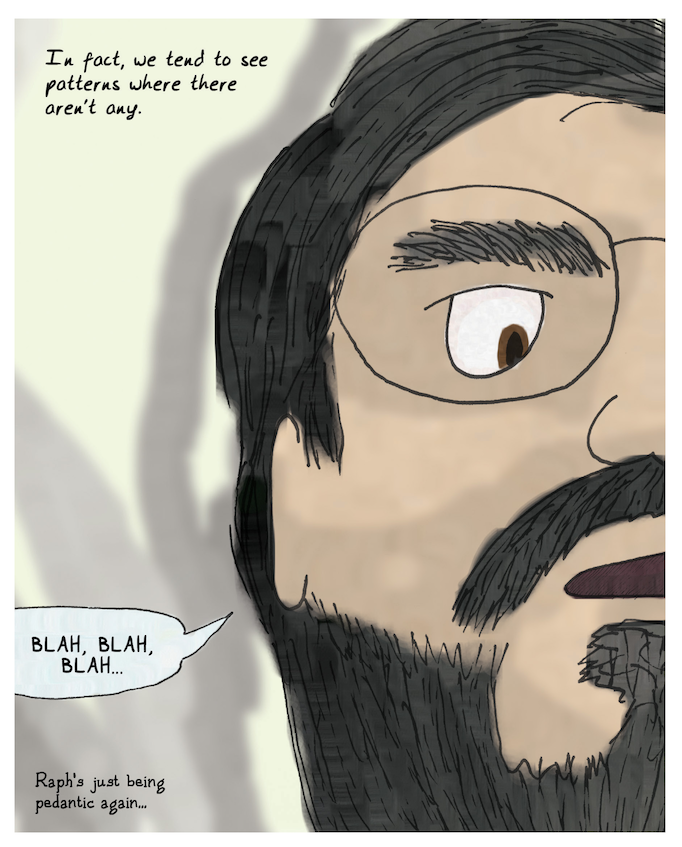 In fact, we tend to see
patterns where there
aren't any.
BLAH, BLAH,
BLAH...
Raph's just being
pedantic again...